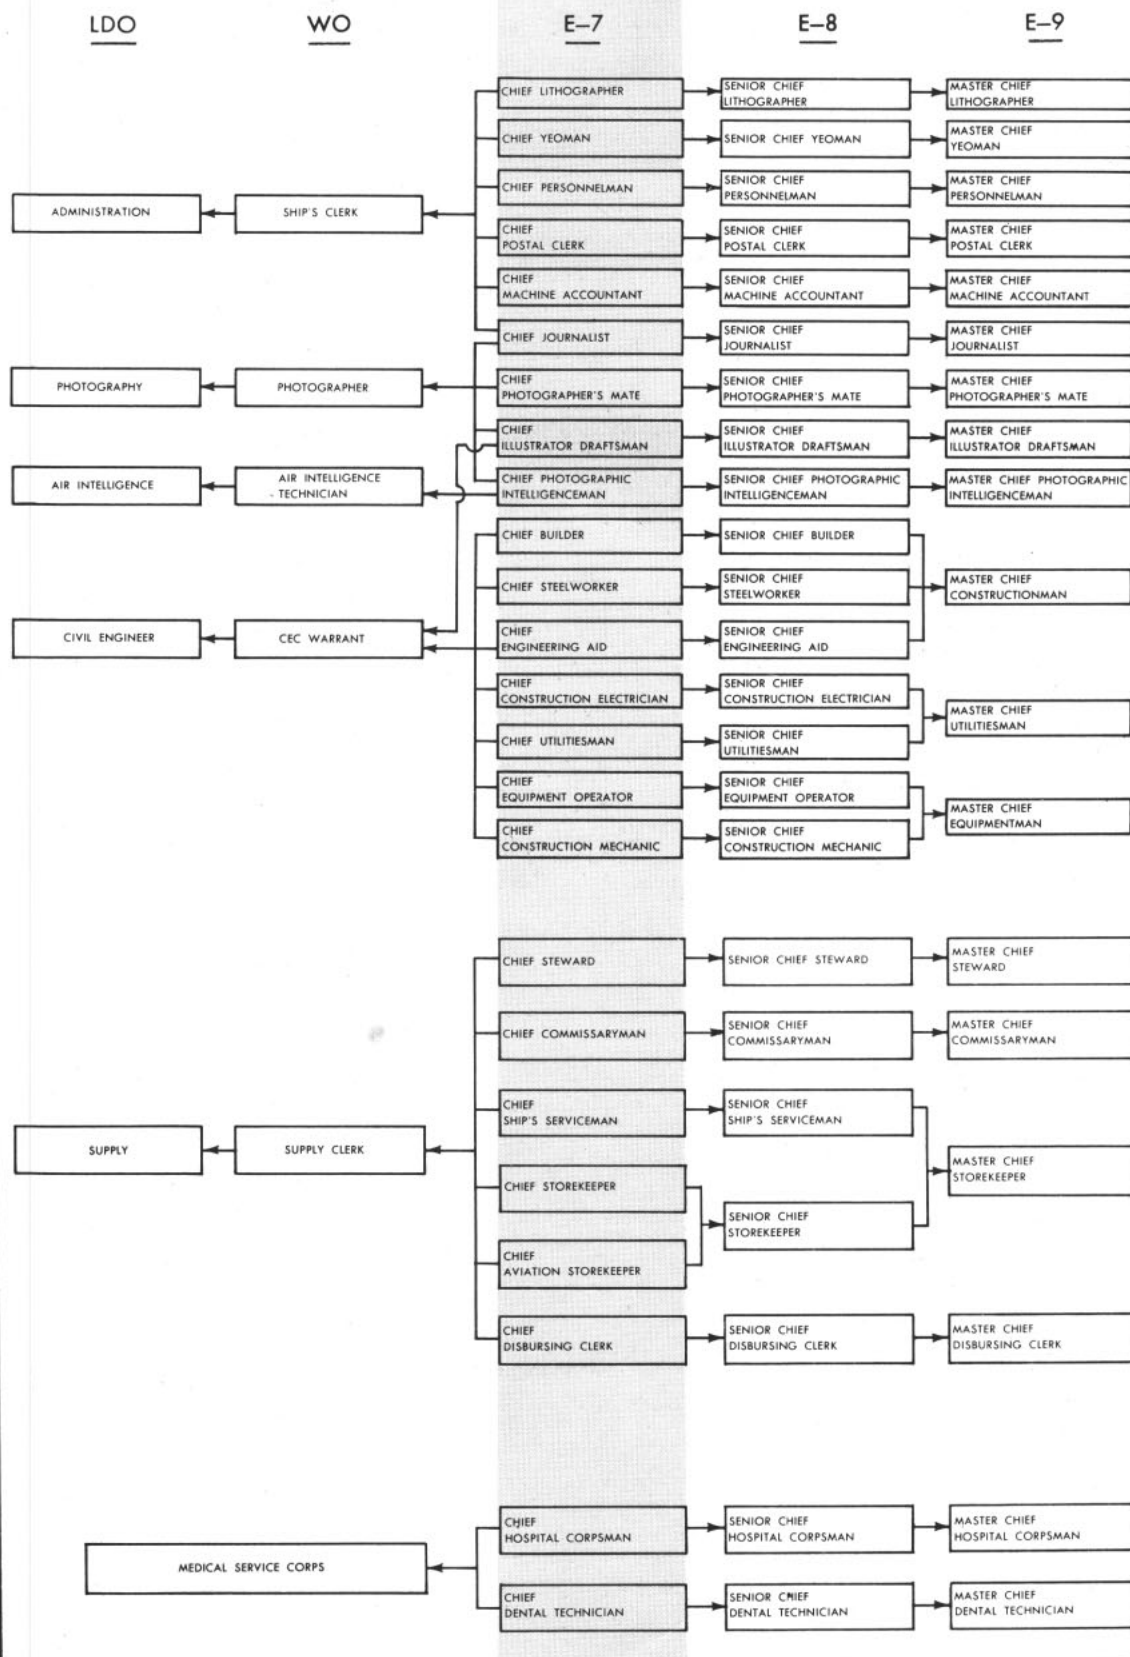 LDO
WO
E-7
E-8
E-9
CHIEF LITHOGRAPHER
SENIOR CHIEF
LITHOGRAPHER
MASTER CHIEF
LITHOGRAPHER
CHIEF YEOMAN
SENIOR CHIEF YEOMAN
MASTER CHIEF
YEOMAN
ADMINISTRATION
SHIP'S CLERK
CHIEF PERSONNELMAN
SENIOR CHIEF
PERSONNELMAN
MASTER CHIEF
PERSONNELMAN
CHIEF
POSTAL CLERK
SENIOR CHIEF
POSTAL CLERK
MASTER CHIEF
POSTAL CLERK
CHIEF
MACHINE ACCOUNTANT
SENIOR CHIEF
MACHINE ACCOUNTANT
MASTER CHIEF
MACHINE ACCOUNTANT
CHIEF JOURNALIST
SENIOR CHIEF
JOURNALIST
MASTER CHIEF
JOURNALIST
PHOTOGRAPHY
PHOTOGRAPHER
CHIEF
PHOTOGRAPHER'S MATE
SENIOR CHIEF
PHOTOGRAPHER'S MATE
MASTER CHIEF
PHOTOGRAPHER'S MATE
CHIEF
ILLUSTRATOR DRAFTSMAN
SENIOR CHIEF
ILLUSTRATOR DRAFTSMAN
MASTER CHIEF
ILLUSTRATOR DRAFTSMAN
AIR INTELLIGENCE
AIR INTELLIGENCE
TECHNICIAN
CHIEF PHOTOGRAPHIC
INTELLIGENCEMAN
SENIOR CHIEF PHOTOGRAPHIC
INTELLIGENCEMAN
MASTER CHIEF PHOTOGRAPHIC
INTELLIGENCEMAN
CHIEF BUILDER
SENIOR CHIEF BUILDER
CHIEF STEELWORKER
SENIOR CHIEF
STEELWORKER
MASTER CHIEF
CONSTRUCTIONMAN
CIVIL ENGINEER
CEC WARRANT
CHIEF
ENGINEERING AID
SENIOR CHIEF
ENGINEERING AID
CHIEF
CONSTRUCTION ELECTRICIAN
SENIOR CHIEF
CONSTRUCTION ELECTRICIAN
MASTER CHIEF
UTILITIESMAN
CHIEF UTILITIESMAN
SENIOR CHIEF
UTILITIESMAN
CHIEF
EQUIPMENT OPERATOR
SENIOR CHIEF
EQUIPMENT OPERATOR
MASTER CHIEF
EQUIPMENTMAN
CHIEF
CONSTRUCTION MECHANIC
SENIOR CHIEF
CONSTRUCTION MECHANIC
CHIEF STEWARD
SENIOR CHIEF STEWARD
MASTER CHIEF
STEWARD
CHIEF COMMISSARYMAN
SENIOR CHIEF
COMMISSARYMAN
MASTER CHIEF
COMMISSARYMAN
CHIEF
SHIP'S SERVICEMAN
SENIOR CHIEF
SHIP'S SERVICEMAN
SUPPLY
SUPPLY CLERK
MASTER CHIEF
STOREKEEPER
CHIEF STOREKEEPER
SENIOR CHIEF
STOREKEEPER
CHIEF
AVIATION STOREKEEPER
CHIEF
DISBURSING CLERK
SENIOR CHIEF
DISBURSING CLERK
MASTER CHIEF
DISBURSING CLERK
CHIEF
HOSPITAL CORPSMAN
SENIOR CHIEF
HOSPITAL CORPSMAN
MASTER CHIEF
HOSPITAL CORPSMAN
MEDICAL SERVICE CORPS
CHIEF
DENTAL TECHNICIAN
SENIOR CHIEF
DENTAL TECHNICIAN
MASTER CHIEF
DENTAL TECHNICIAN